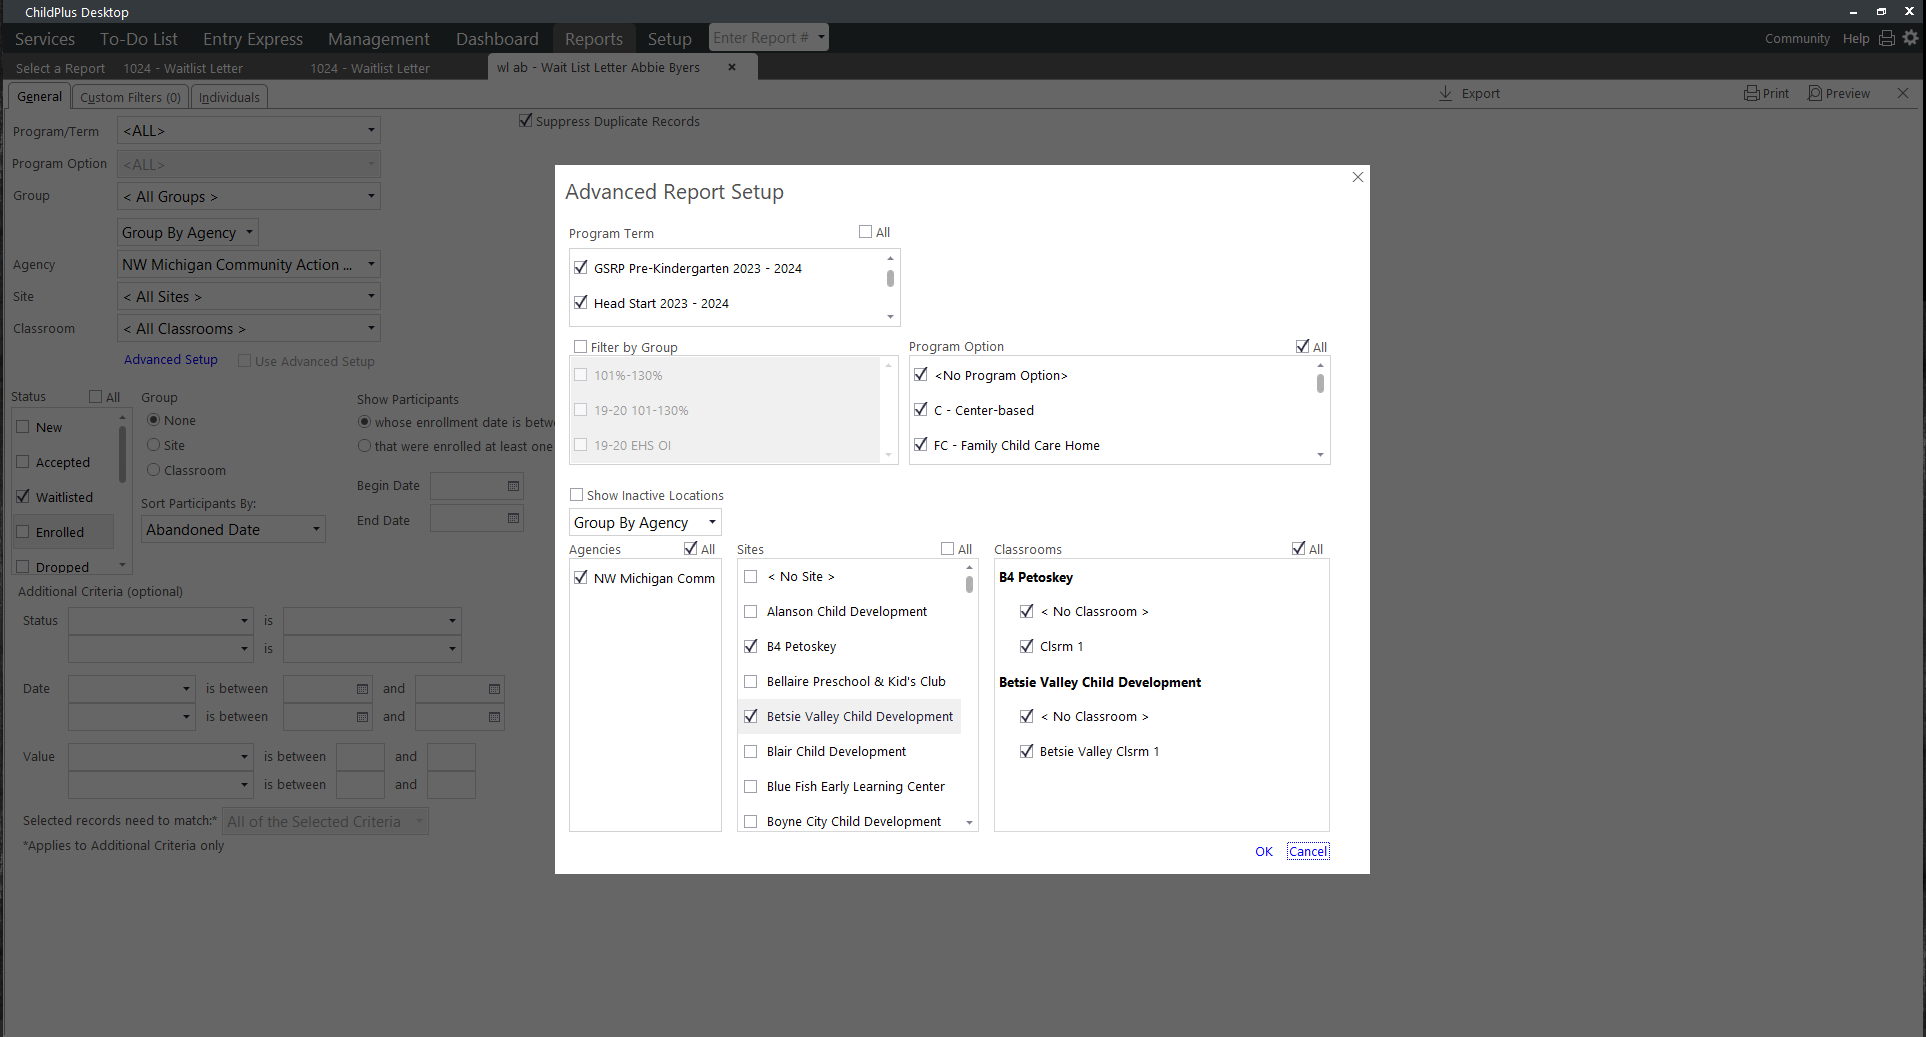 ChildPlus Desktop
Services To-Do List Entry Express Management Dashboard Reports Setup Enter Report # Community Help
Select a Report 1024 - Waitlist Letter 1024 - Waitlist Letter wl ab - Wait List Letter Abbie Byers
General Custom Filters (0) Individuals Export Print Preview
Program/Term <ALL> Suppress Duplicate Records
Program Option <ALL>
Group < All Groups >
Group By Agency
Agency NW Michigan Community Action ...
Site < All Sites >
Classroom < All Classrooms >
Advanced Setup Use Advanced Setup
Status All Group Show Participants
New None whose enrollment date is betw
Site that were enrolled at least one
Accepted Classroom
Waitlisted Begin Date
Sort Participants By:
Enrolled Abandoned Date End Date
Dropped
Additional Criteria (optional)
Status is
is
Date is between and
is between and
Value is between and
is between and
Selected records need to match:* All of the Selected Criteria
*Applies to Additional Criteria only
Advanced Report Setup
Program Term All
GSRP Pre-Kindergarten 2023 - 2024
Head Start 2023 - 2024
Filter by Group Program Option All
101%-130% <No Program Option>
19-20 101-130% C - Center-based
19-20 EHS OI FC - Family Child Care Home
Show Inactive Locations
Group By Agency
Agencies All Sites All Classrooms All
NW Michigan Comm < No Site > B4 Petoskey
Alanson Child Development < No Classroom >
B4 Petoskey Clsrm 1
Bellaire Preschool & Kid's Club Betsie Valley Child Development
Betsie Valley Child Development < No Classroom >
Blair Child Development Betsie Valley Clsrm 1
Blue Fish Early Learning Center
Boyne City Child Development
OK Cancel